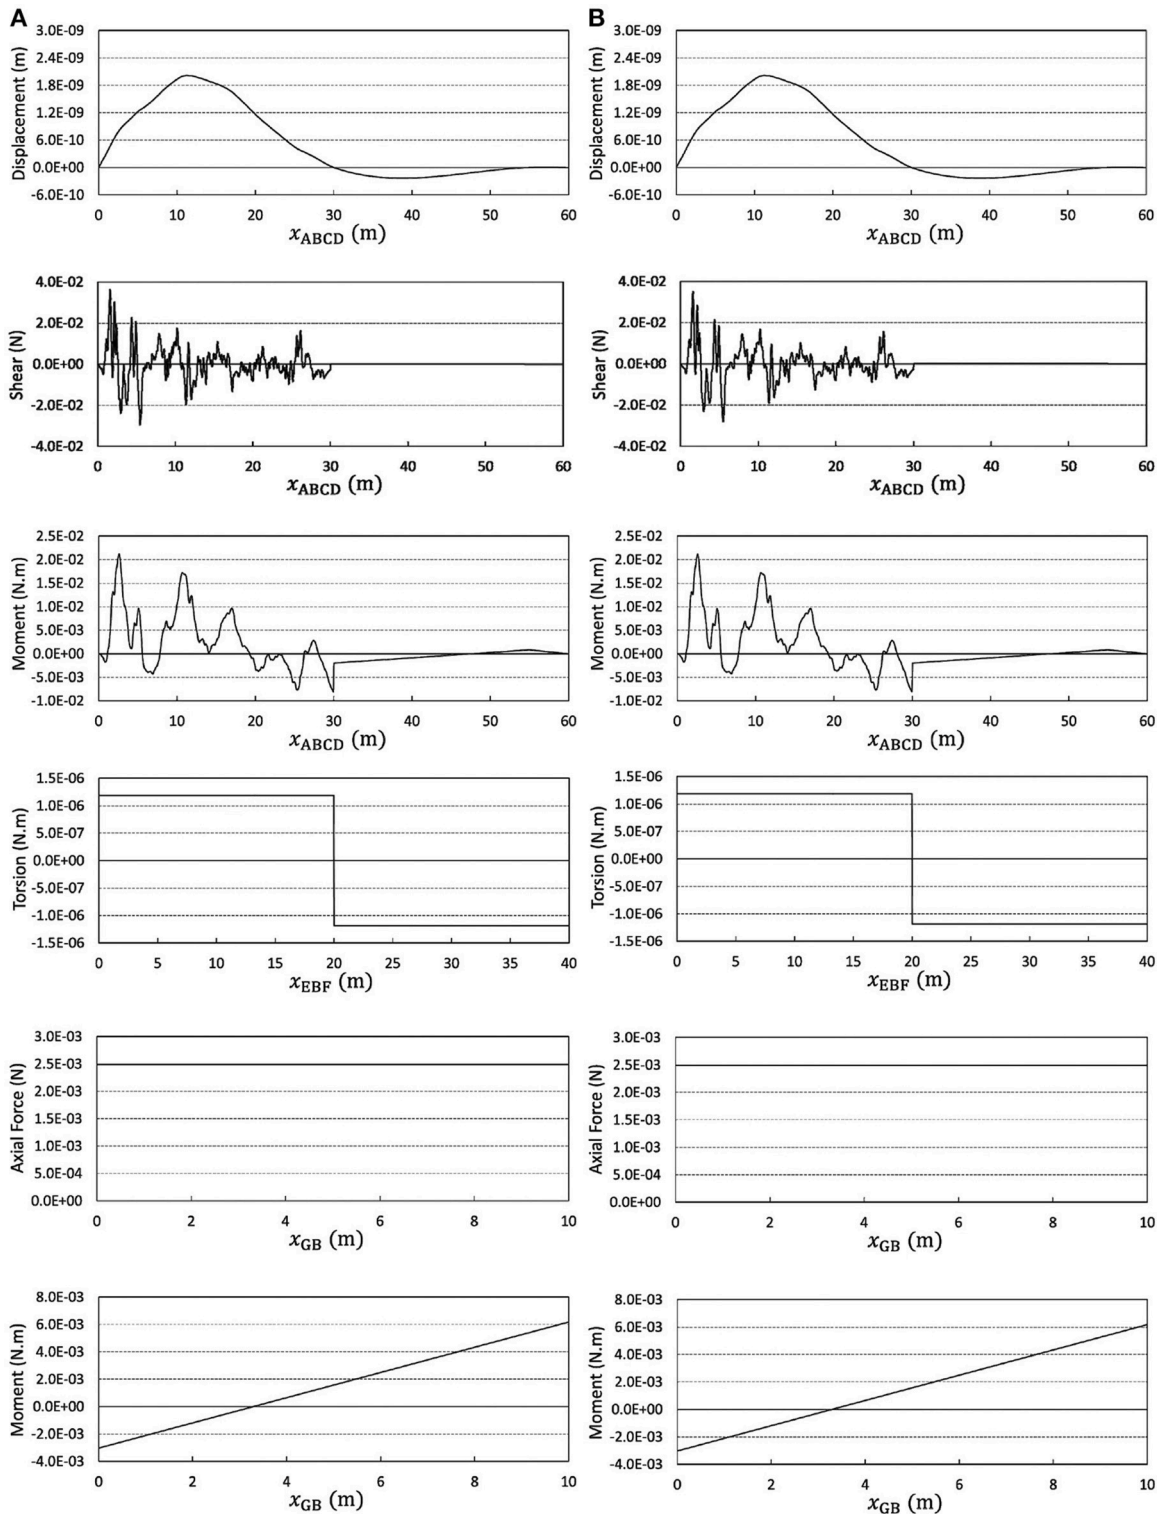 A
3.0E-09
2.4E-09
1.8E-09
1.2E-09
6.0E-10
0.0E+00
-6.0E-10
Displacement (m)
0 10 20 30 40 50 60
xABCD (m)
B
3.0E-09
2.4E-09
1.8E-09
1.2E-09
6.0E-10
0.0E+00
-6.0E-10
Displacement (m)
0 10 20 30 40 50 60
xABCD (m)
4.0E-02
2.0E-02
0.0E+00
-2.0E-02
-4.0E-02
Shear (N)
0 10 20 30 40 50 60
xABCD (m)
4.0E-02
2.0E-02
0.0E+00
-2.0E-02
-4.0E-02
Shear (N)
0 10 20 30 40 50 60
xABCD (m)
2.5E-02
2.0E-02
1.5E-02
1.0E-02
5.0E-03
0.0E+00
-5.0E-03
-1.0E-02
Moment (N.m)
0 10 20 30 40 50 60
xABCD (m)
2.5E-02
2.0E-02
1.5E-02
1.0E-02
5.0E-03
0.0E+00
-5.0E-03
-1.0E-02
Moment (N.m)
0 10 20 30 40 50 60
xABCD (m)
1.5E-06
1.0E-06
5.0E-07
0.0E+00
-5.0E-07
-1.0E-06
-1.5E-06
Torsion (N.m)
0 5 10 15 20 25 30 35 40
xEBF (m)
1.5E-06
1.0E-06
5.0E-07
0.0E+00
-5.0E-07
-1.0E-06
-1.5E-06
Torsion (N.m)
0 5 10 15 20 25 30 35 40
xEBF (m)
3.0E-03
2.5E-03
2.0E-03
1.5E-03
1.0E-03
5.0E-04
0.0E+00
Axial Force (N)
0 2 4 6 8 10
xGB (m)
3.0E-03
2.5E-03
2.0E-03
1.5E-03
1.0E-03
5.0E-04
0.0E+00
Axial Force (N)
0 2 4 6 8 10
xGB (m)
8.0E-03
6.0E-03
4.0E-03
2.0E-03
0.0E+00
-2.0E-03
-4.0E-03
Moment (N.m)
0 2 4 6 8 10
xGB (m)
8.0E-03
6.0E-03
4.0E-03
2.0E-03
0.0E+00
-2.0E-03
-4.0E-03
Moment (N.m)
0 2 4 6 8 10
xGB (m)